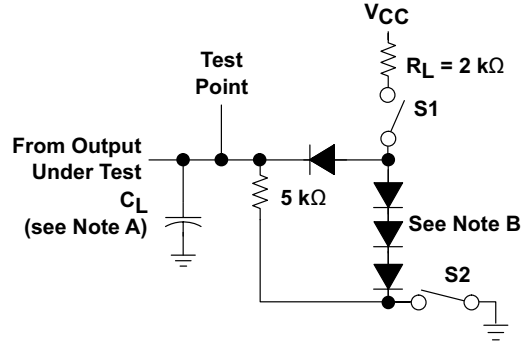 VCC
RL = 2 kΩ
Test
Point
S1
From Output
Under Test
CL
(see Note A)
5 kΩ
See Note B
S2